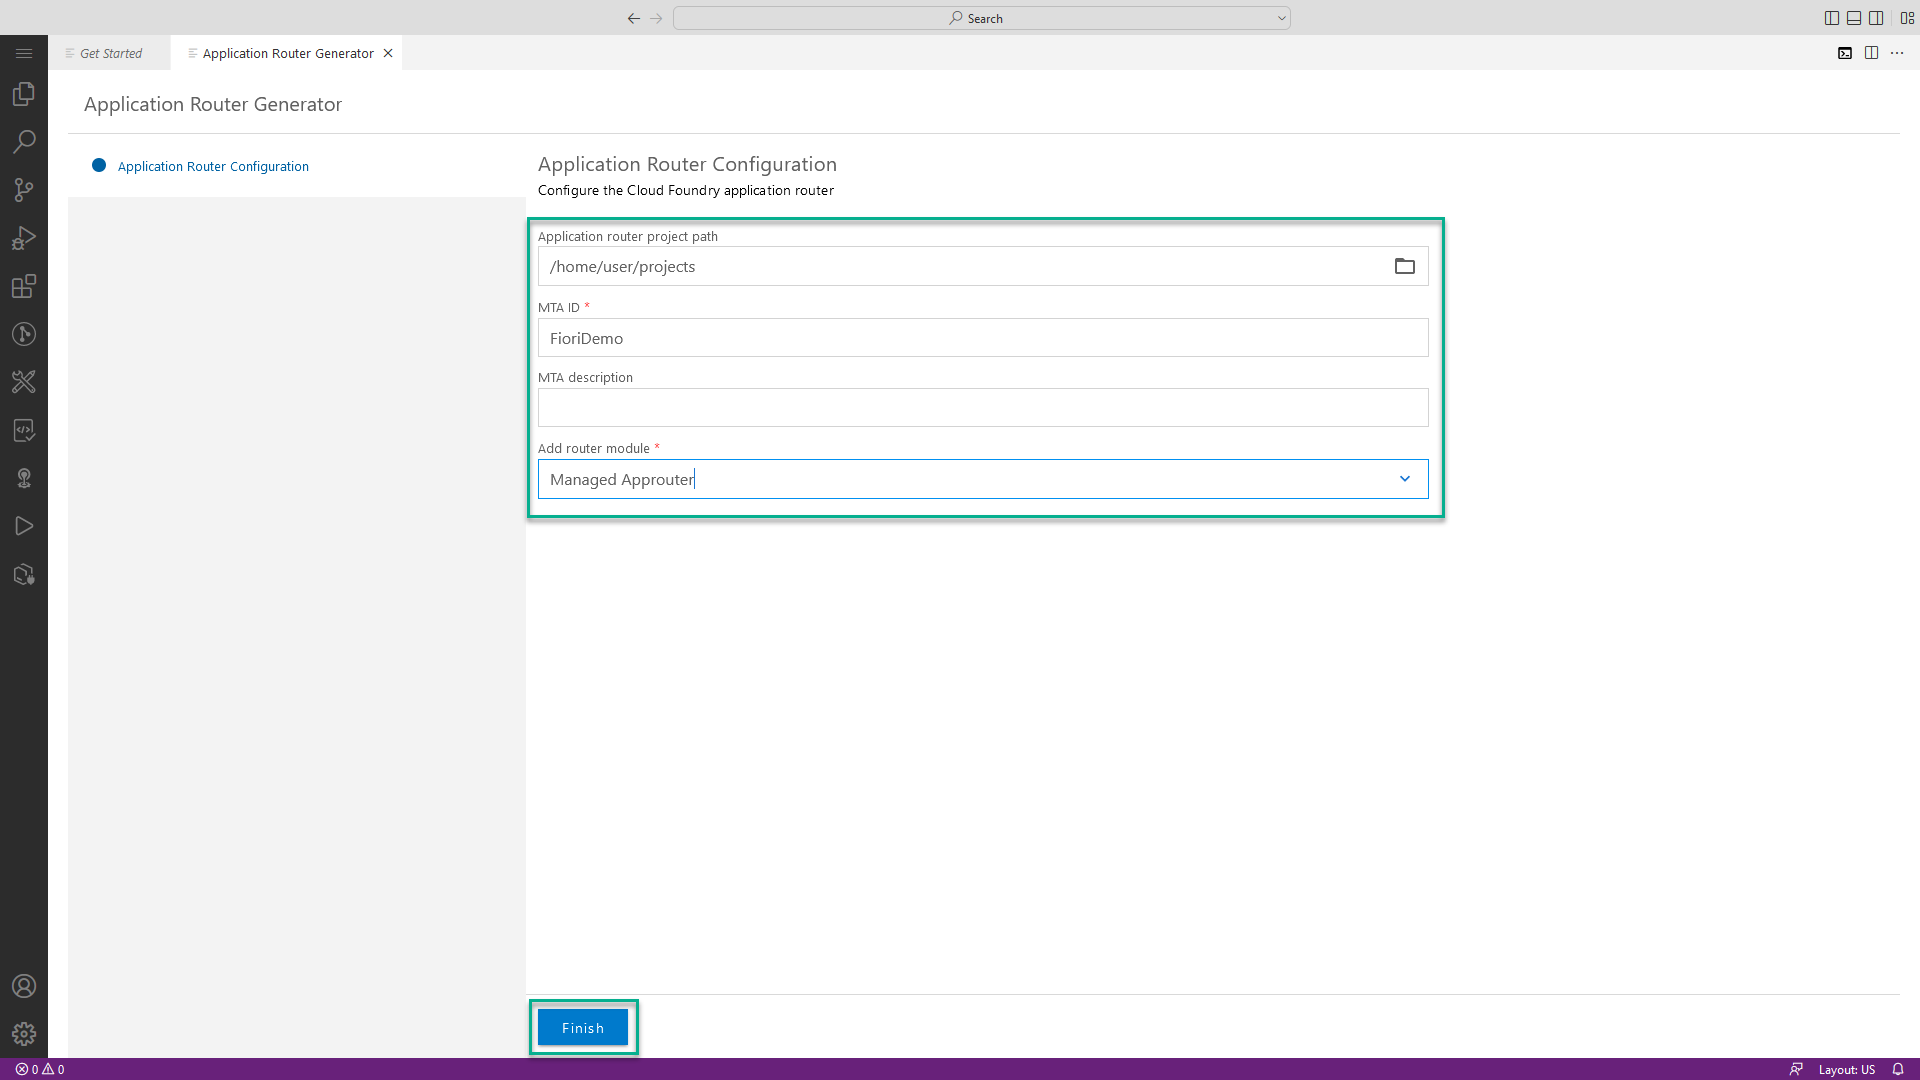 Search
Get Started
Application Router Generator
Application Router Generator
Application Router Configuration
Application Router Configuration
Configure the Cloud Foundry application router
Application router project path
/home/user/projects
MTA ID *
FioriDemo
MTA description
Add router module *
Managed Approuter
Finish
0 0
Layout: US